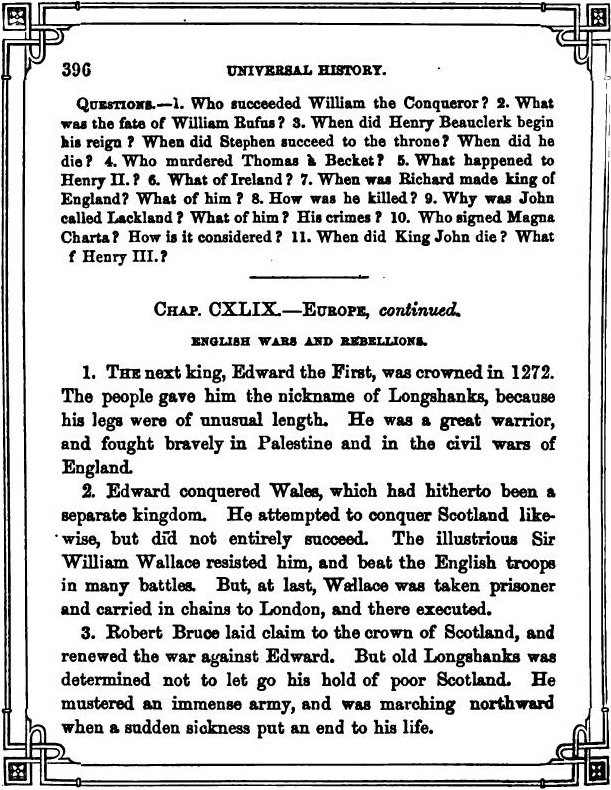 396 UNIVERSAL HISTORY.
QUESTIONS.—1. Who succeeded William the Conqueror? 2. What
was the fate of William Rufus? 3. When did Henry Beauclerk begin
his reign? When did Stephen succeed to the throne? When did he
die? 4. Who murdered Thomas à Becket? 5. What happened to
Henry II.? 6. What of Ireland? 7. When was Richard made king of
England? What of him? 8. How was he killed? 9. Why was John
called Lackland? What of him? His crimes? 10. Who signed Magna
Charta? How is it considered? 11. When did King John die? What
f Henry III.?
CHAP. CXLIX.—EUROPE, continued.
ENGLISH WARS AND REBELLIONS.
1. THE next king, Edward the First, was crowned in 1272.
The people gave him the nickname of Longshanks, because
his legs were of unusual length. He was a great warrior,
and fought bravely in Palestine and in the civil wars of
England.
2. Edward conquered Wales, which had hitherto been a
separate kingdom. He attempted to conquer Scotland like-
wise, but did not entirely succeed. The illustrious Sir
William Wallace resisted him, and beat the English troops
in many battles. But, at last, Wallace was taken prisoner
and carried in chains to London, and there executed.
3. Robert Bruce laid claim to the crown of Scotland, and
renewed the war against Edward. But old Longshanks was
determined not to let go his hold of poor Scotland. He
mustered an immense army, and was marching northward
when a sudden sickness put an end to his life.